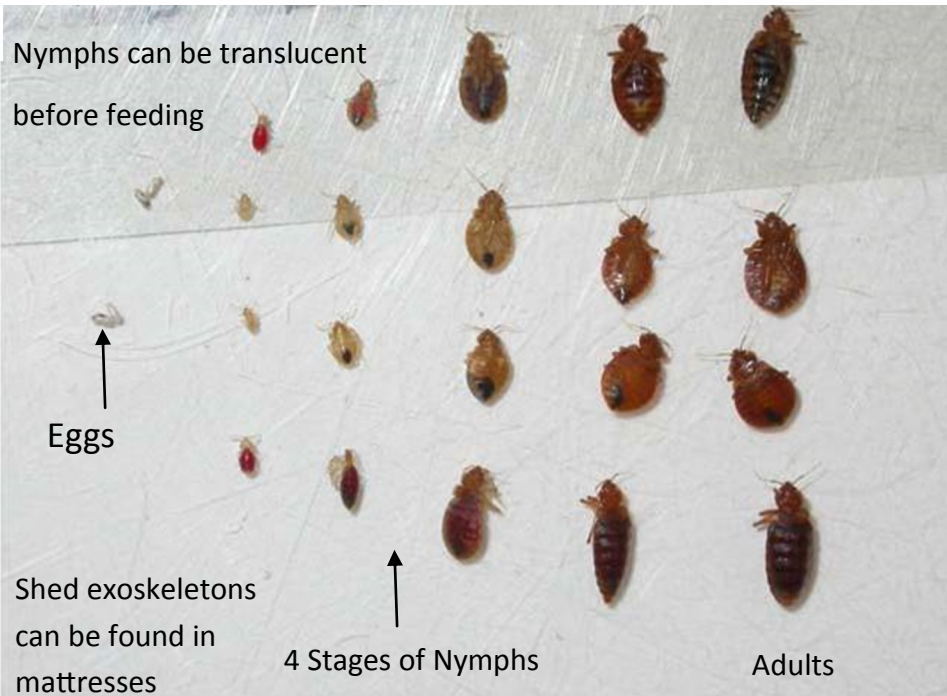 Nymphs can be translucent
before feeding
Eggs
Shed exoskeletons
can be found in
mattresses
4 Stages of Nymphs
Adults